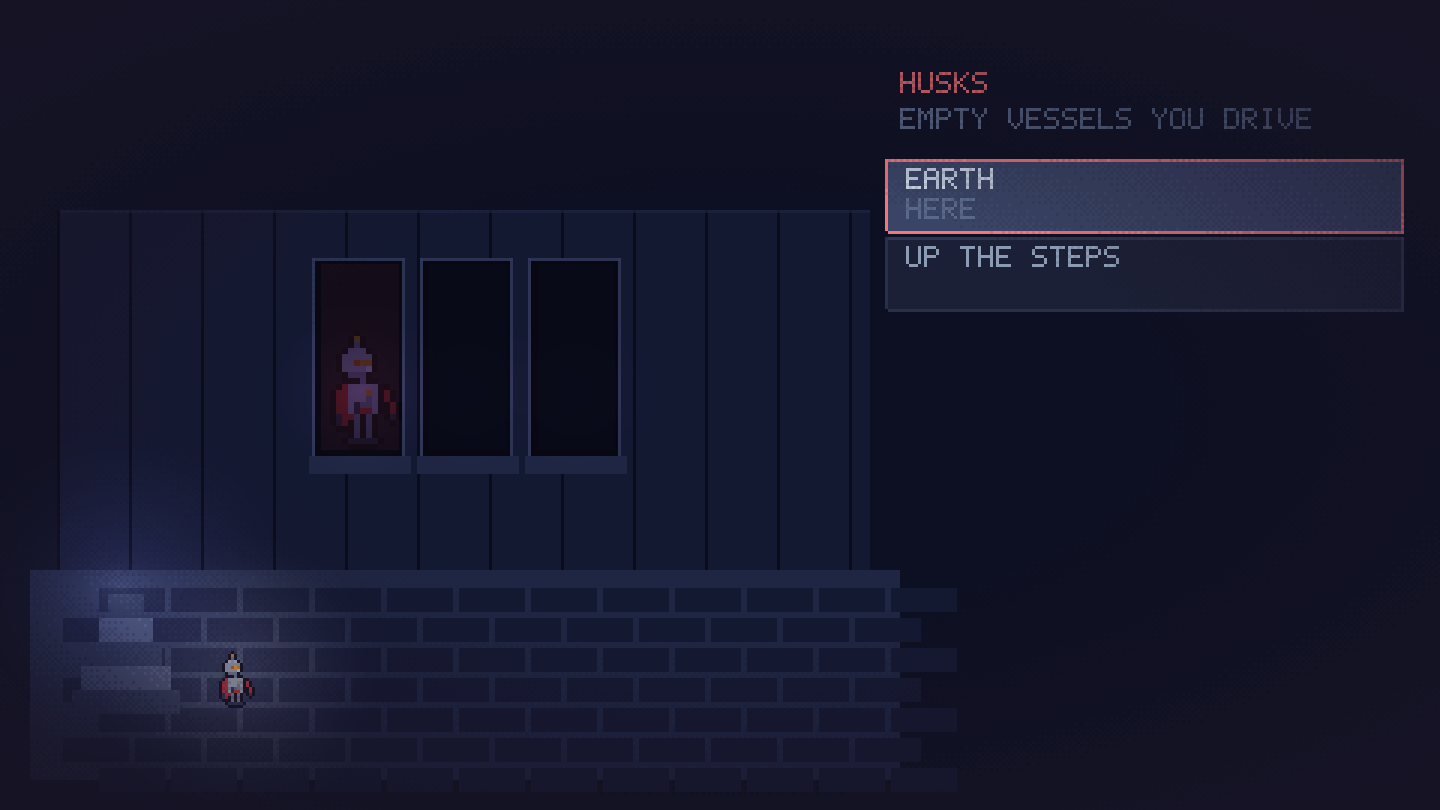 HUSKS
EMPTY VESSELS YOU DRIVE
EARTH
HERE
UP THE STEPS